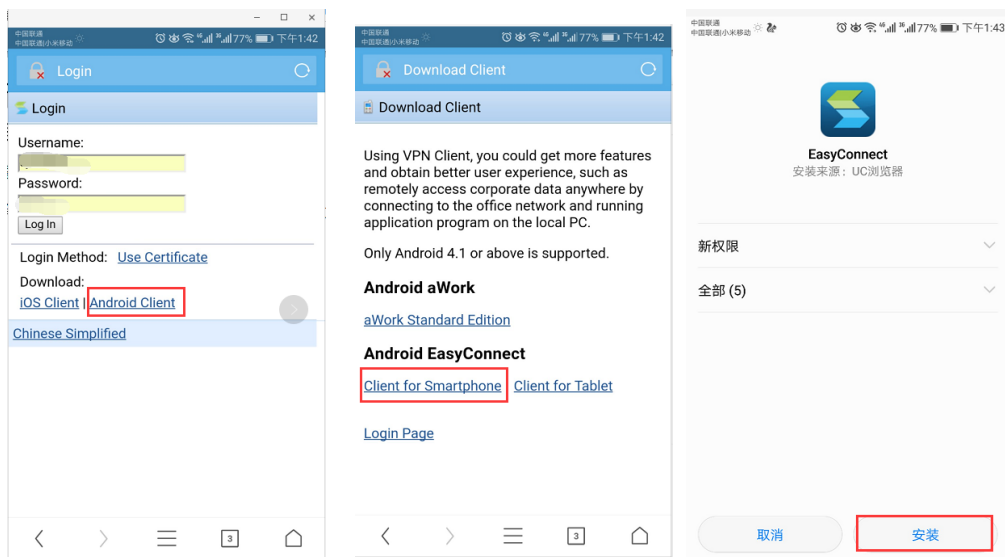 中国联通
中国联通|小米移动
77%
下午1:42
Login
Login
Username:
Password:
Log In
Login Method: Use Certificate
Download:
iOS Client | Android Client
Chinese Simplified
3
中国联通
中国联通|小米移动
77%
下午1:42
Download Client
Download Client
Using VPN Client, you could get more features
and obtain better user experience, such as
remotely access corporate data anywhere by
connecting to the office network and running
application program on the local PC.
Only Android 4.1 or above is supported.
Android aWork
aWork Standard Edition
Android EasyConnect
Client for Smartphone Client for Tablet
Login Page
3
中国联通
中国联通|小米移动
77%
下午1:43
EasyConnect
安装来源：UC浏览器
新权限
全部 (5)
取消
安装